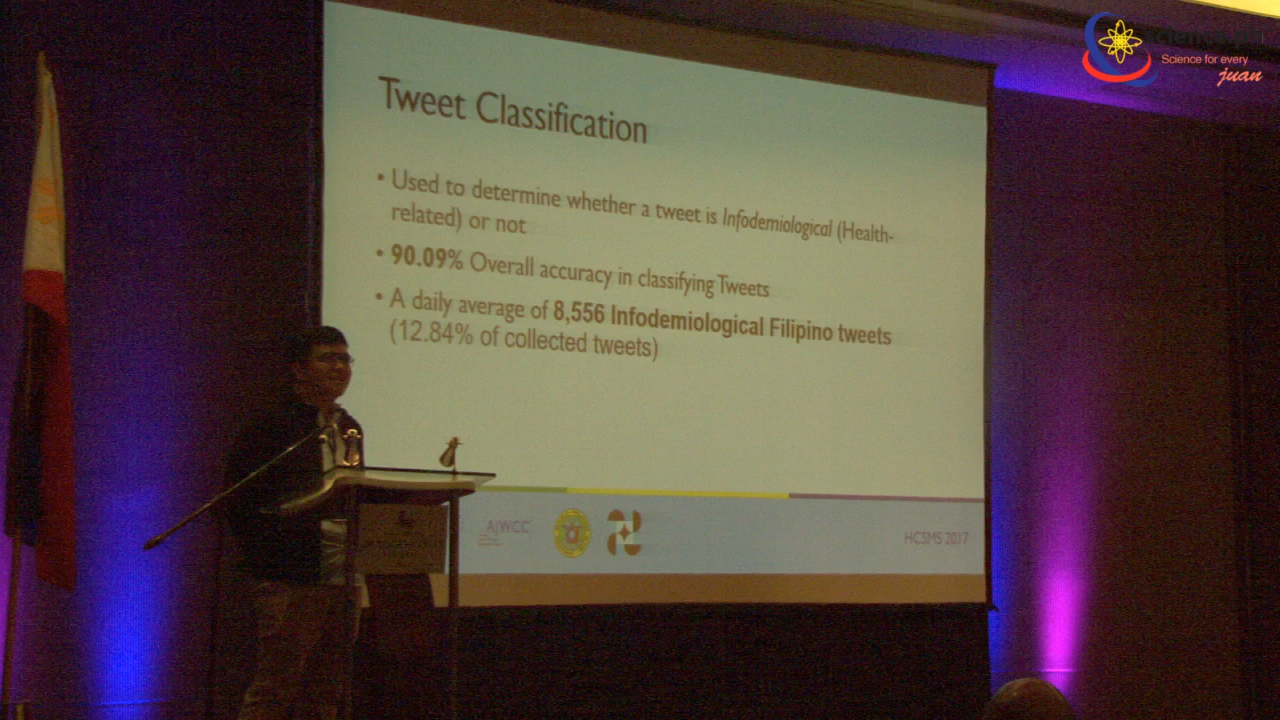 Science for every
juan
Tweet Classification
• Used to determine whether a tweet is Infodemiological (Health-
related) or not
• 90.09% Overall accuracy in classifying Tweets
• A daily average of 8,556 Infodemiological Filipino tweets
(12.84% of collected tweets)
AJWCC
HCSMS 2017